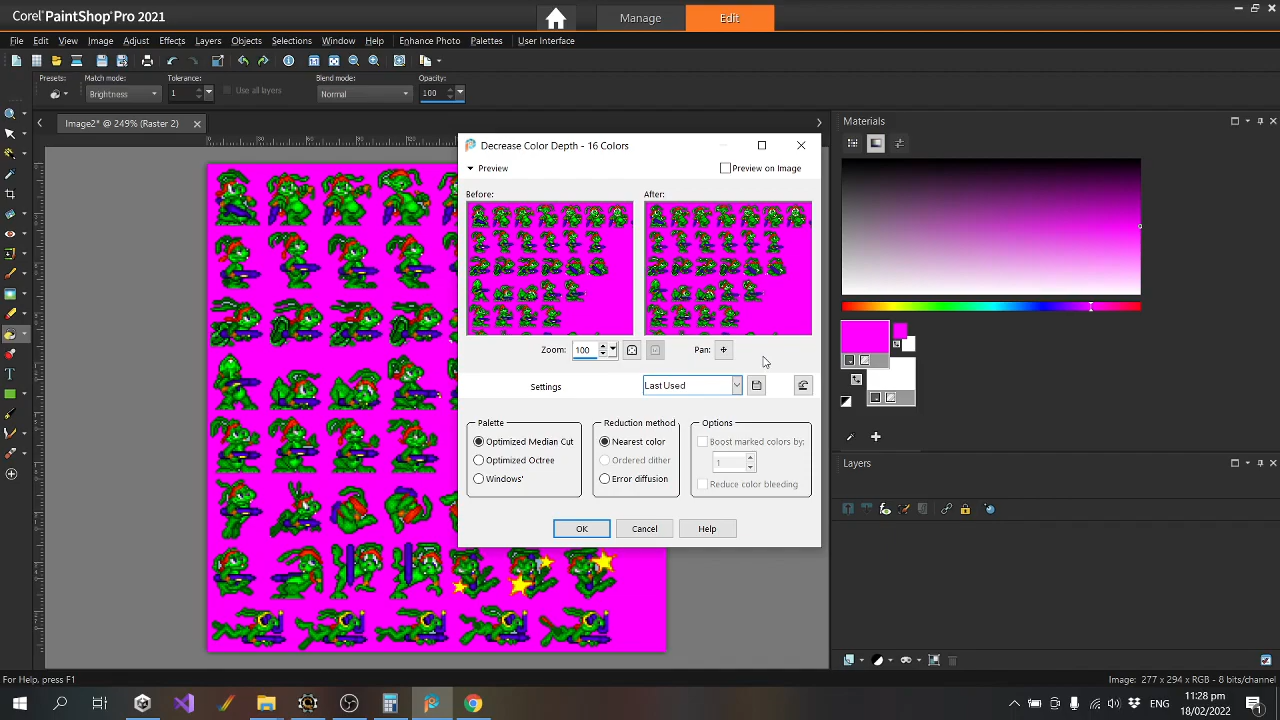 Corel PaintShop Pro 2021
Manage
Edit
File Edit View Image Adjust Effects Layers Objects Selections Window Help Enhance Photo Palettes User Interface
Presets:
Match mode:
Tolerance:
Blend mode:
Opacity:
Brightness
1
Use all layers
Normal
100
Image2* @ 249% (Raster 2)
Materials
Decrease Color Depth - 16 Colors
Preview
Preview on Image
Before:
After:
Zoom:
100
Pan:
Settings
Last Used
Palette
Reduction method
Options
Optimized Median Cut
Nearest color
Boost marked colors by:
Optimized Octree
Ordered dither
1
Windows'
Error diffusion
Reduce color bleeding
OK
Cancel
Help
Layers
For Help, press F1
Image: 277 x 294 x RGB - 8 bits/channel
ENG
11:28 pm
18/02/2022